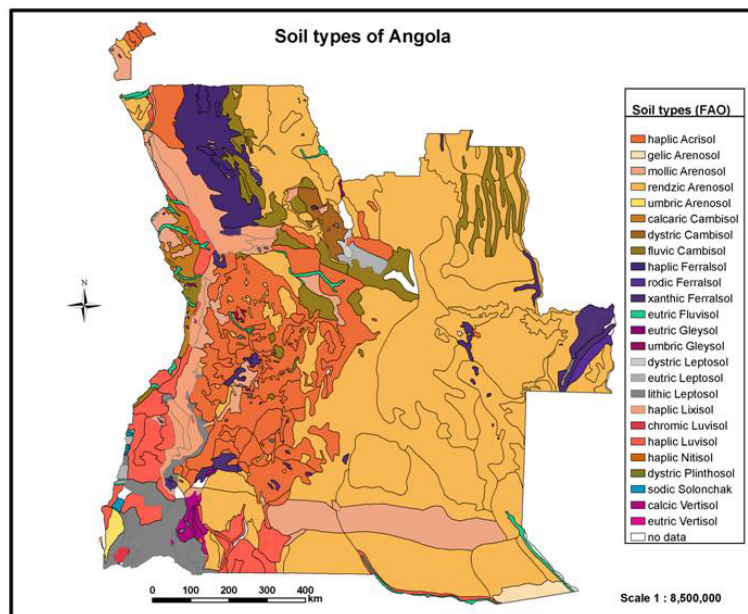 Soil types of Angola
Soil types (FAO)
haplic Acrisol
gelic Arenosol
mollic Arenosol
rendzic Arenosol
umbric Arenosol
calcaric Cambisol
dystric Cambisol
fluvic Cambisol
haplic Ferralsol
rodic Ferralsol
xanthic Ferralsol
eutric Fluvisol
eutric Gleysol
umbric Gleysol
dystric Leptosol
eutric Leptosol
lithic Leptosol
haplic Lixisol
chromic Luvisol
haplic Luvisol
haplic Nitisol
dystric Plinthosol
sodic Solonchak
calcic Vertisol
eutric Vertisol
no data
N
0 100 200 300 400
km
Scale 1 : 8,500,000